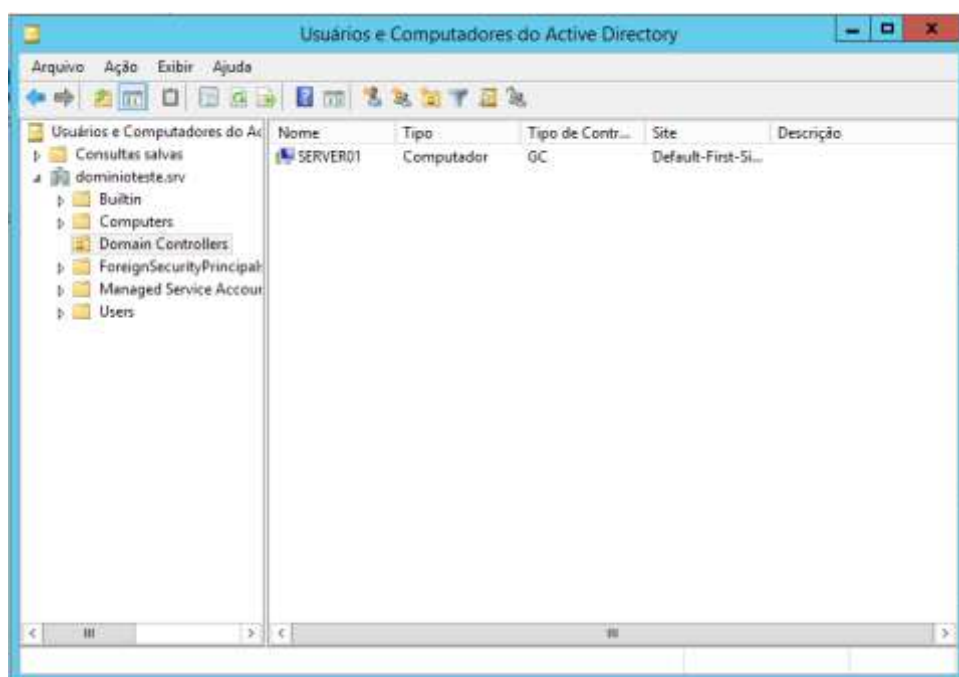 Usuários e Computadores do Active Directory
Arquivo Ação Exibir Ajuda
Usuários e Computadores do Ac
Consultas salvas
dominioteste.srv
Builtin
Computers
Domain Controllers
ForeignSecurityPrincipals
Managed Service Accour
Users
Nome Tipo Tipo de Contr... Site Descrição
SERVER01 Computador GC Default-First-Si...